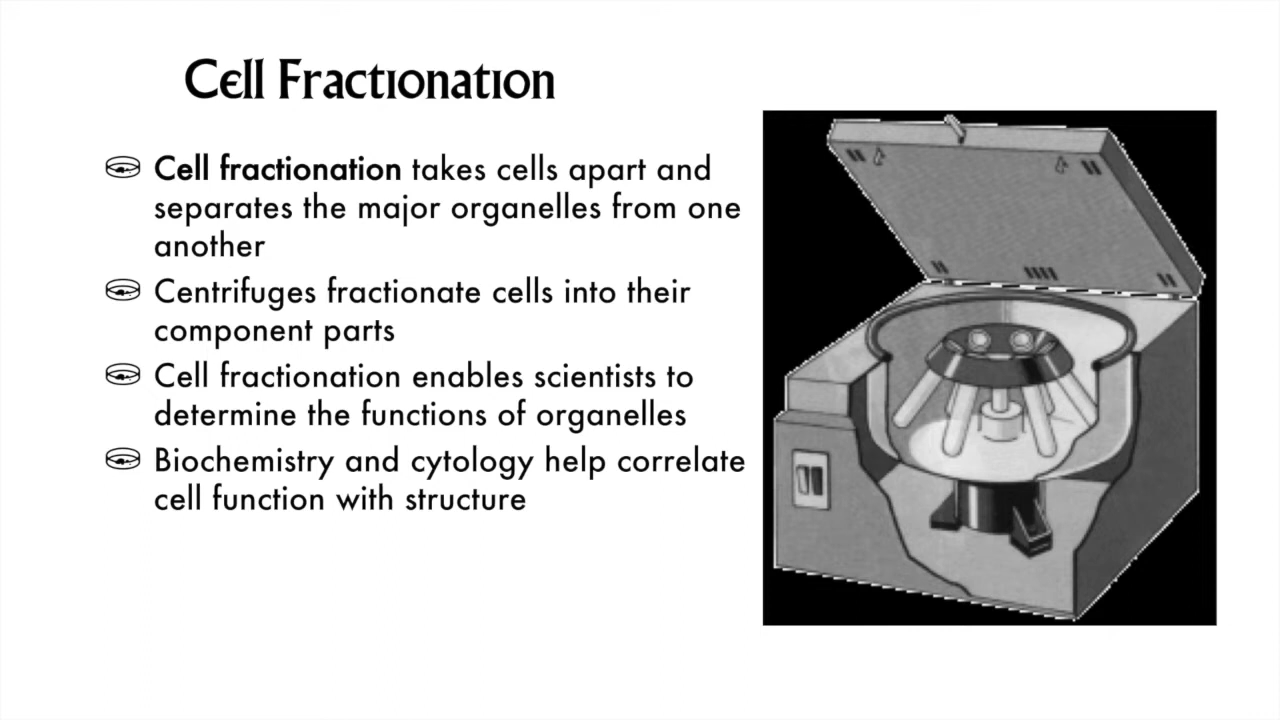 Cell Fractionation
Cell fractionation takes cells apart and
separates the major organelles from one
another
Centrifuges fractionate cells into their
component parts
Cell fractionation enables scientists to
determine the functions of organelles
Biochemistry and cytology help correlate
cell function with structure